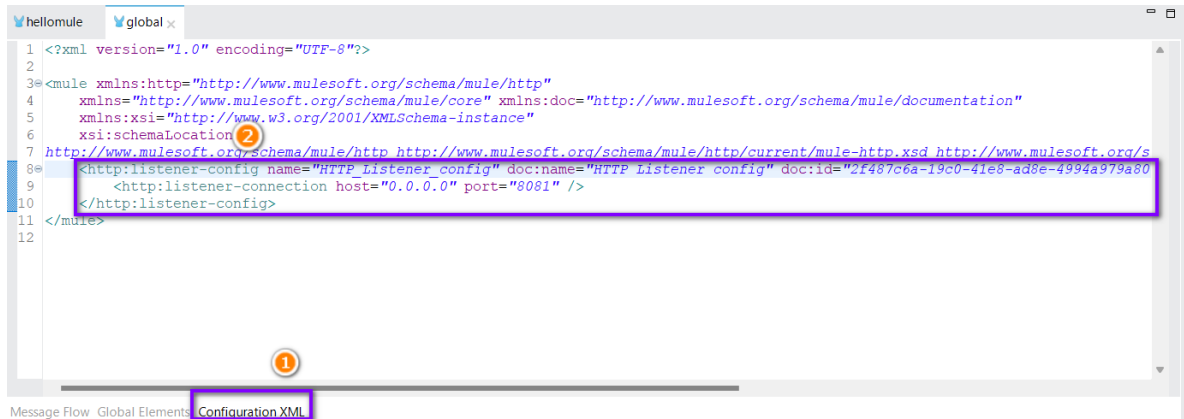 hellomule global
1 <?xml version="1.0" encoding="UTF-8"?>
2
3 <mule xmlns:http="http://www.mulesoft.org/schema/mule/http"
4 xmlns="http://www.mulesoft.org/schema/mule/core" xmlns:doc="http://www.mulesoft.org/schema/mule/documentation"
5 xmlns:xsi="http://www.w3.org/2001/XMLSchema-instance"
6 xsi:schemaLocation
2
7 http://www.mulesoft.org/schema/mule/http http://www.mulesoft.org/schema/mule/http/current/mule-http.xsd http://www.mulesoft.org/s
8 <http:listener-config name="HTTP_Listener_config" doc:name="HTTP Listener config" doc:id="2f487c6a-19c0-41e8-ad8e-4994a979a80
9 <http:listener-connection host="0.0.0.0" port="8081" />
10 </http:listener-config>
11 </mule>
12
1
Message Flow Global Elements Configuration XML